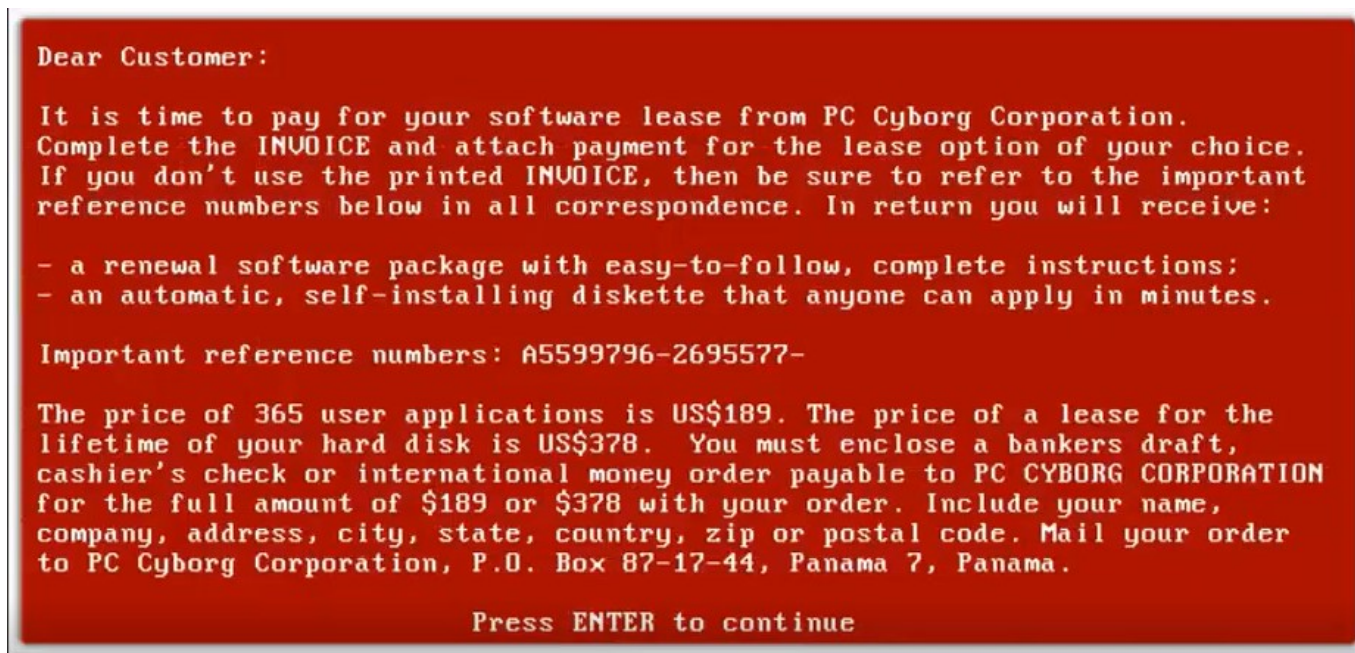 Dear Customer:
It is time to pay for your software lease from PC Cyborg Corporation.
Complete the INVOICE and attach payment for the lease option of your choice.
If you don't use the printed INVOICE, then be sure to refer to the important
reference numbers below in all correspondence. In return you will receive:
- a renewal software package with easy-to-follow, complete instructions;
- an automatic, self-installing diskette that anyone can apply in minutes.
Important reference numbers: A5599796-2695577-
The price of 365 user applications is US$189. The price of a lease for the
lifetime of your hard disk is US$378. You must enclose a bankers draft,
cashier's check or international money order payable to PC CYBORG CORPORATION
for the full amount of $189 or $378 with your order. Include your name,
company, address, city, state, country, zip or postal code. Mail your order
to PC Cyborg Corporation, P.O. Box 87-17-44, Panama 7, Panama.
Press ENTER to continue